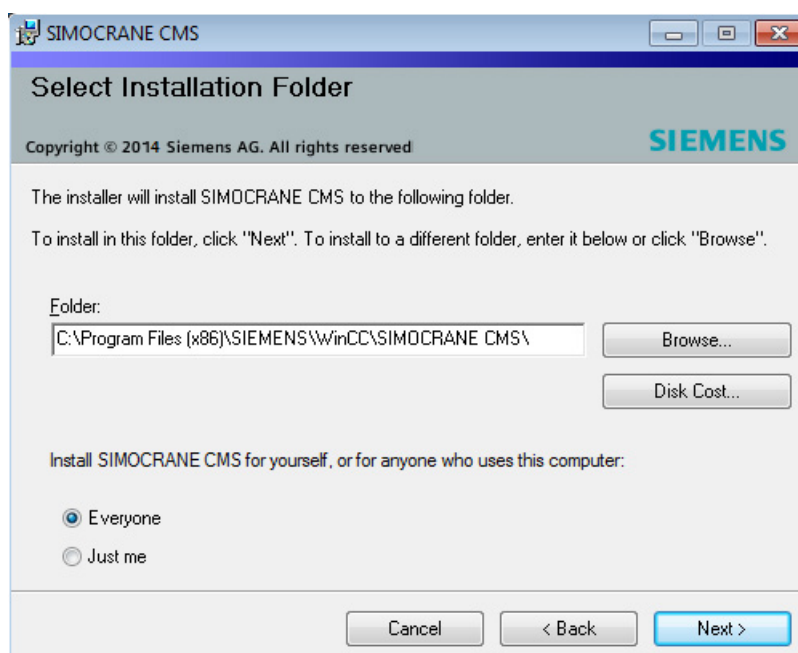 SIMOCRANE CMS
Select Installation Folder
Copyright © 2014 Siemens AG. All rights reserved
SIEMENS
The installer will install SIMOCRANE CMS to the following folder.
To install in this folder, click "Next". To install to a different folder, enter it below or click "Browse".
Folder:
C:\Program Files (x86)\SIEMENS\WinCC\SIMOCRANE CMS\
Browse...
Disk Cost...
Install SIMOCRANE CMS for yourself, or for anyone who uses this computer:
Everyone
Just me
Cancel
< Back
Next >